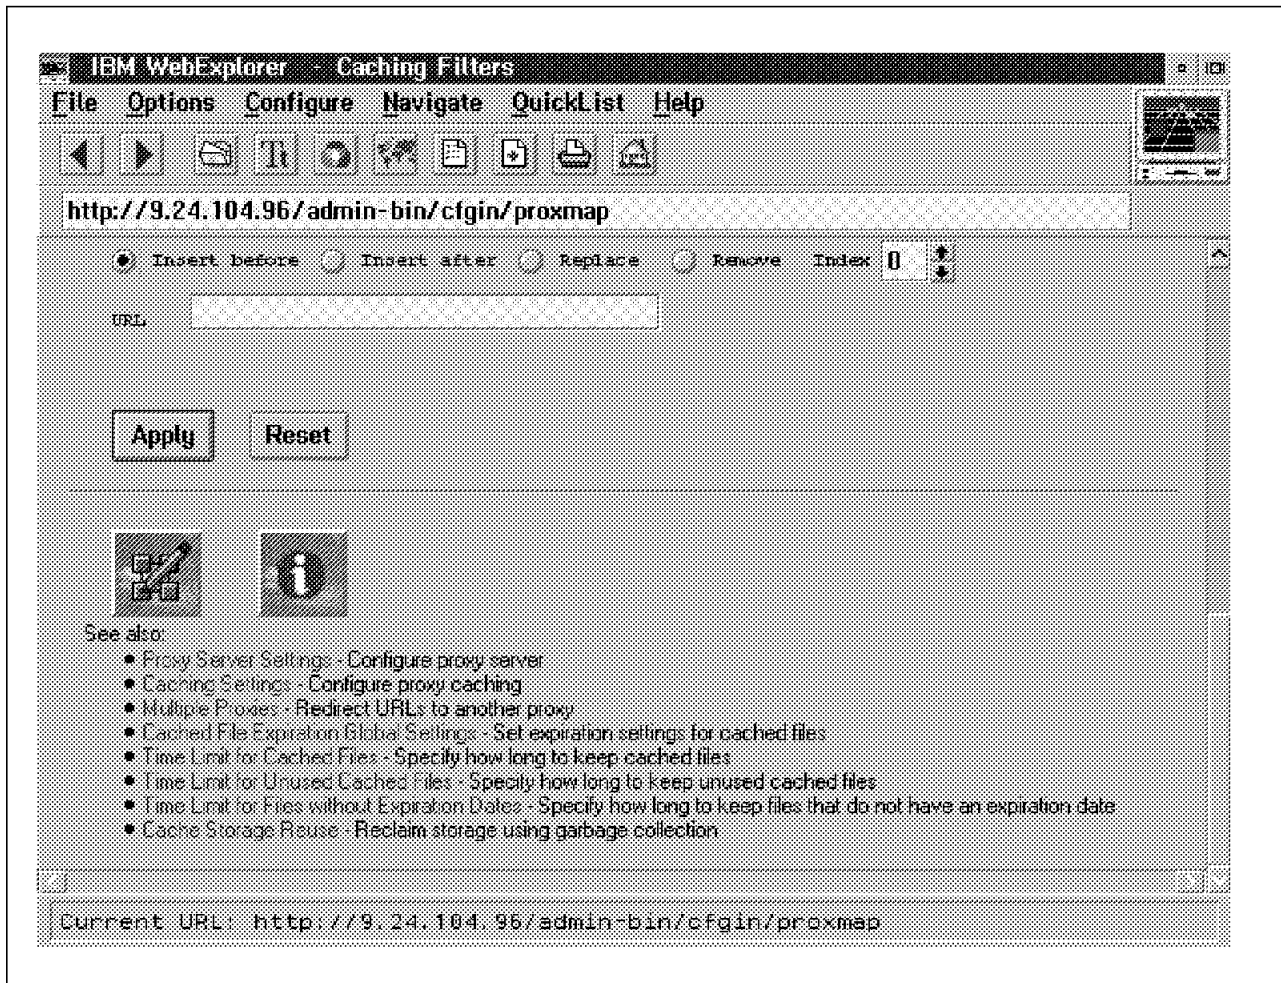 IBM WebExplorer - Caching Filters
File Options Configure Navigate QuickList Help
Tt
http://9.24.104.96/admin-bin/cfgin/proxmap
Insert before Insert after Replace Remove Index 0
URL
Apply Reset
i
See also:
• Proxy Server Settings - Configure proxy server
• Caching Settings - Configure proxy caching
• Multiple Proxies - Redirect URLs to another proxy
• Cached File Expiration Global Settings - Set expiration settings for cached files
• Time Limit for Cached Files - Specify how long to keep cached files
• Time Limit for Unused Cached Files - Specify how long to keep unused cached files
• Time Limit for Files without Expiration Dates - Specify how long to keep files that do not have an expiration date
• Cache Storage Reuse - Reclaim storage using garbage collection
Current URL: http://9.24.104.96/admin-bin/cfgin/proxmap